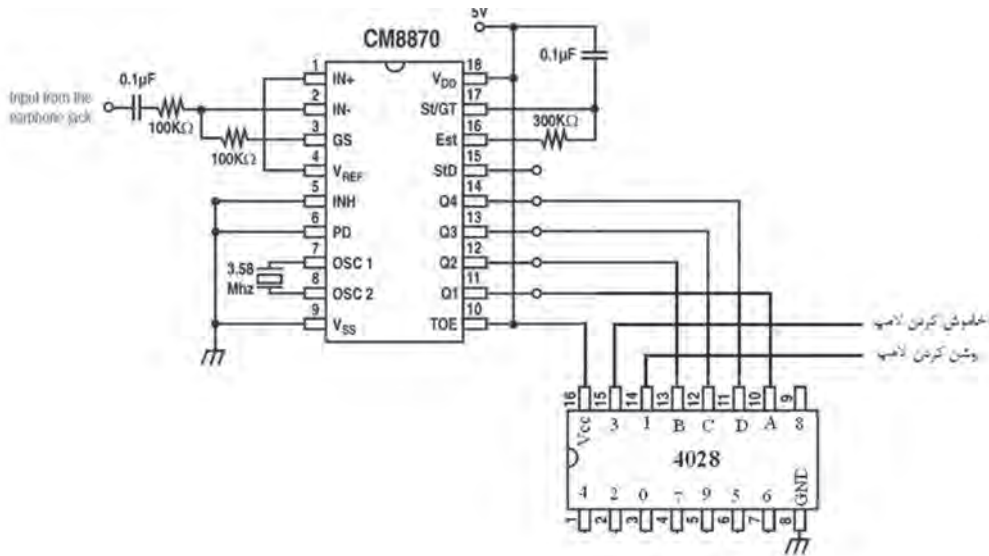 5V
CM8870
0.1µF
Input from the
earphone jack
100KΩ
100KΩ
1 IN+
2 IN-
3 GS
4 VREF
5 INH
6 PD
7 OSC 1
8 OSC 2
9 VSS
3.58
Mhz
VDD 18
St/GT 17
Est 16
StD 15
Q4 14
Q3 13
Q2 12
Q1 11
TOE 10
0.1µF
300KΩ
خاموش کردن لامپ
روشن کردن لامپ
16 15 14 13 12 11 10 9
Vcc 3 1 B C D A 8
4028
4 2 0 7 9 5 6 GND
1 2 3 4 5 6 7 8